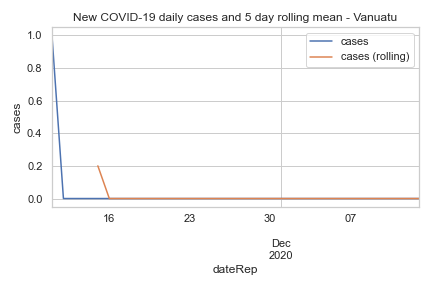 New COVID-19 daily cases and 5 day rolling mean - Vanuatu
cases
cases (rolling)
1.0
0.8
0.6
0.4
0.2
0.0
cases
16
23
30
07
Dec
2020
dateRep